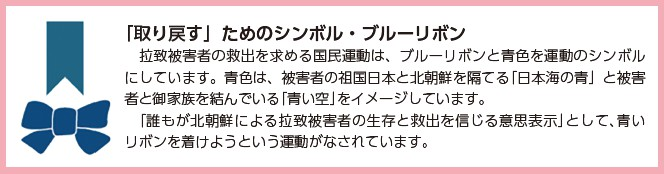 「取り戻す」ためのシンボル・ブルーリボン
　拉致被害者の救出を求める国民運動は、ブルーリボンと青色を運動のシンボル
にしています。青色は、被害者の祖国日本と北朝鮮を隔てる「日本海の青」と被害
者と御家族を結んでいる「青い空」をイメージしています。
　「誰もが北朝鮮による拉致被害者の生存と救出を信じる意思表示」として、青い
リボンを着けようという運動がなされています。